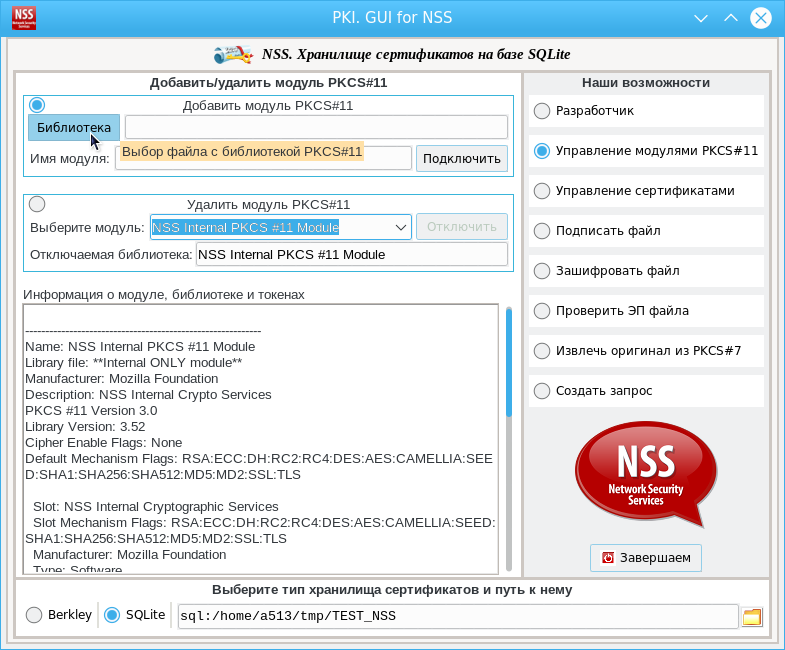 NSS
Network Security
Services
PKI. GUI for NSS
NSS. Хранилище сертификатов на базе SQLite
Добавить/удалить модуль PKCS#11
Добавить модуль PKCS#11
Библиотека
Выбор файла с библиотекой PKCS#11
Имя модуля:
Подключить
Удалить модуль PKCS#11
Выберите модуль:
NSS Internal PKCS #11 Module
Отключить
Отключаемая библиотека:
NSS Internal PKCS #11 Module
Информация о модуле, библиотеке и токенах
-----------------------------------------------------------
Name: NSS Internal PKCS #11 Module
Library file: **Internal ONLY module**
Manufacturer: Mozilla Foundation
Description: NSS Internal Crypto Services
PKCS #11 Version 3.0
Library Version: 3.52
Cipher Enable Flags: None
Default Mechanism Flags: RSA:ECC:DH:RC2:RC4:DES:AES:CAMELLIA:SEE
D:SHA1:SHA256:SHA512:MD5:MD2:SSL:TLS
Slot: NSS Internal Cryptographic Services
Slot Mechanism Flags: RSA:ECC:DH:RC2:RC4:DES:AES:CAMELLIA:SEED:
SHA1:SHA256:SHA512:MD5:MD2:SSL:TLS
Manufacturer: Mozilla Foundation
Type: Software
Наши возможности
Разработчик
Управление модулями PKCS#11
Управление сертификатами
Подписать файл
Зашифровать файл
Проверить ЭП файла
Извлечь оригинал из PKCS#7
Создать запрос
NSS
Network Security
Services
Завершаем
Выберите тип хранилища сертификатов и путь к нему
Berkley
SQLite
sql:/home/a513/tmp/TEST_NSS